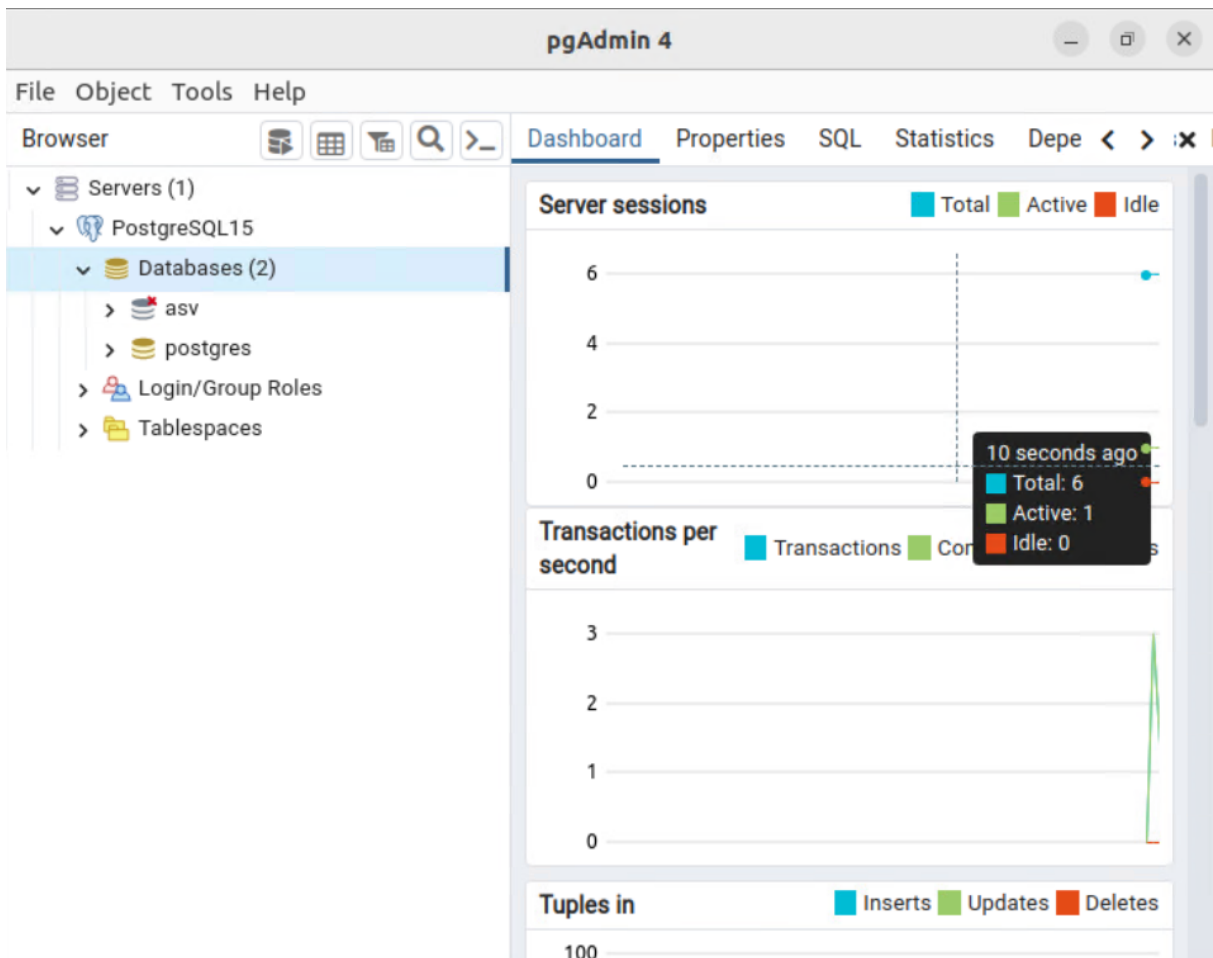 pgAdmin 4
File Object Tools Help
Browser
Dashboard Properties SQL Statistics Depe
Servers (1)
PostgreSQL15
Databases (2)
asv
postgres
Login/Group Roles
Tablespaces
Server sessions
Total Active Idle
6
4
2
0
10 seconds ago
Total: 6
Active: 1
Idle: 0
Transactions per second
Transactions Co s
3
2
1
0
Tuples in
Inserts Updates Deletes
100